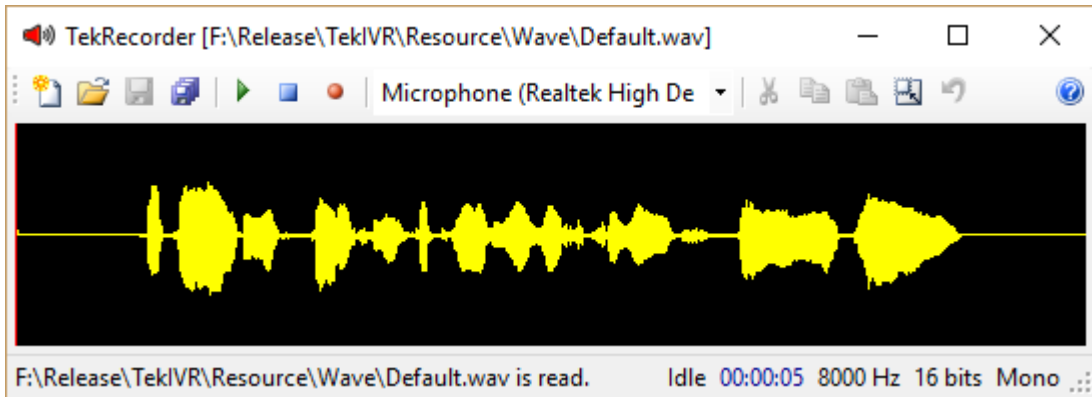 TekRecorder [F:\Release\TekIVR\Resource\Wave\Default.wav]
Microphone (Realtek High De
F:\Release\TekIVR\Resource\Wave\Default.wav is read. Idle 00:00:05 8000 Hz 16 bits Mono